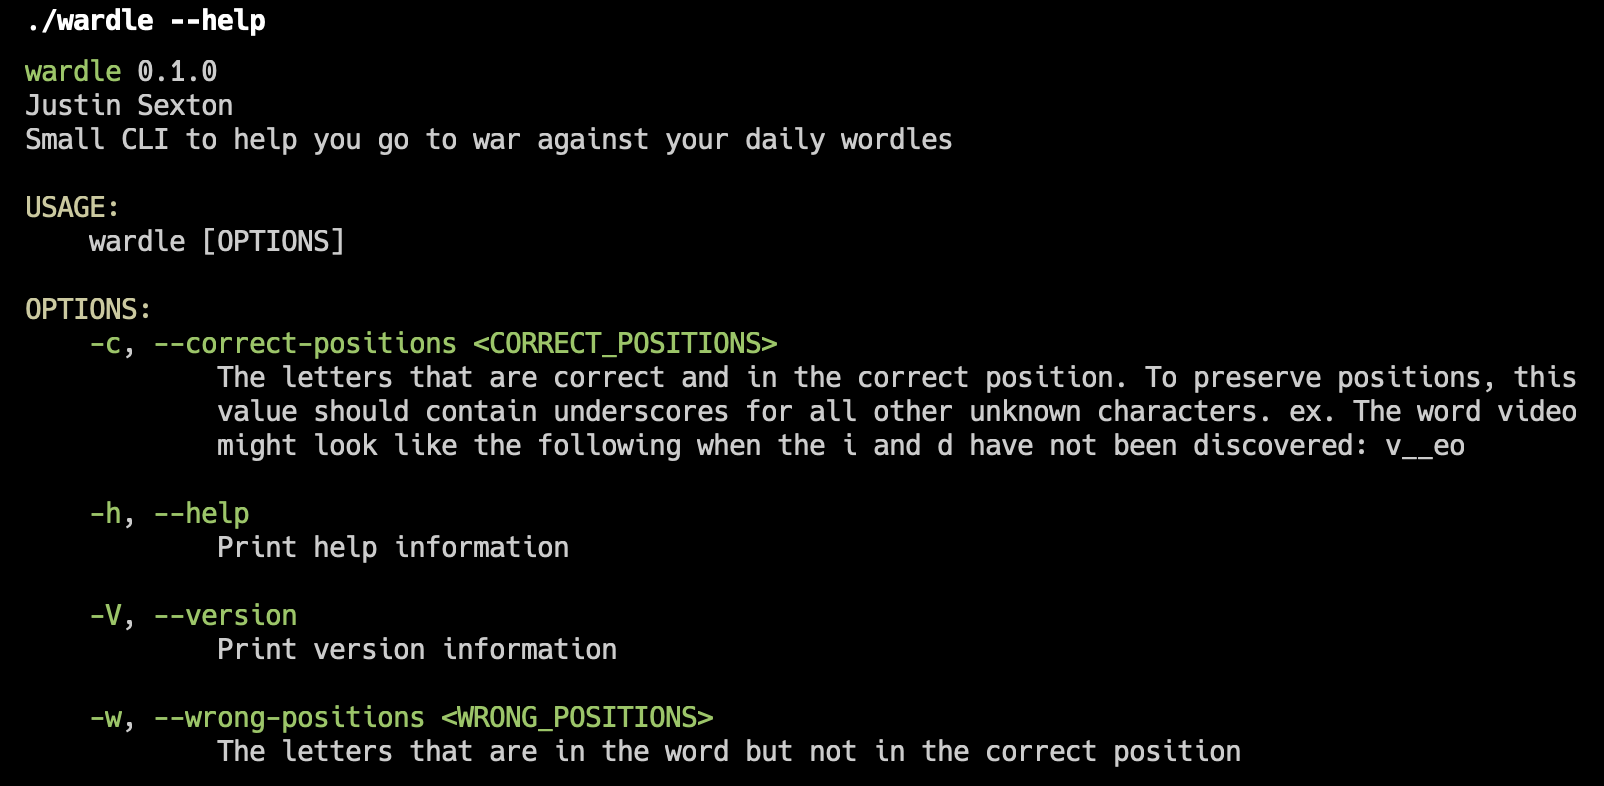 ./wardle --help
wardle 0.1.0
Justin Sexton
Small CLI to help you go to war against your daily wordles
USAGE:
wardle [OPTIONS]
OPTIONS:
-c, --correct-positions <CORRECT_POSITIONS>
The letters that are correct and in the correct position. To preserve positions, this
value should contain underscores for all other unknown characters. ex. The word video
might look like the following when the i and d have not been discovered: v__eo
-h, --help
Print help information
-V, --version
Print version information
-w, --wrong-positions <WRONG_POSITIONS>
The letters that are in the word but not in the correct position